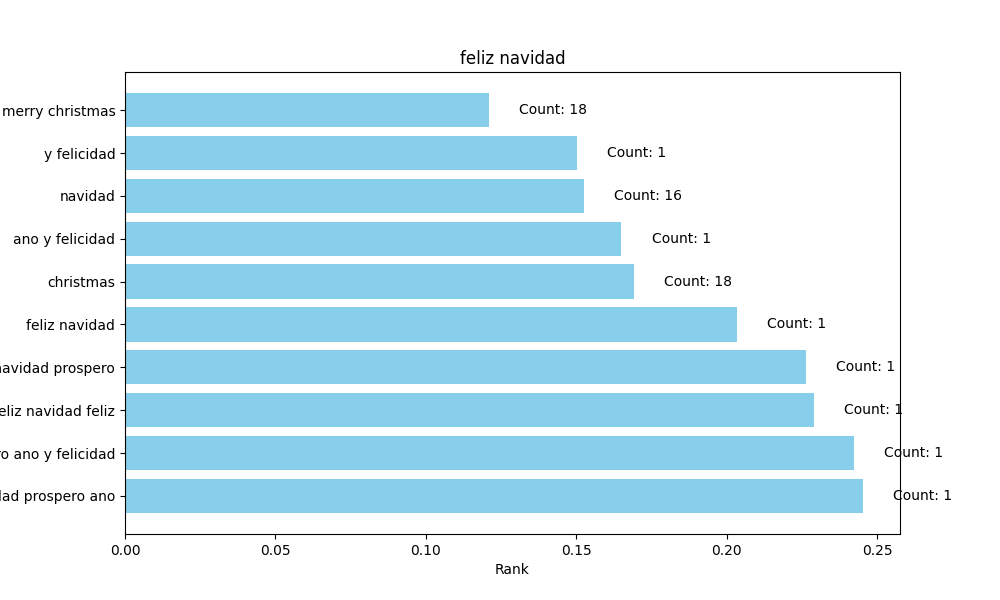 feliz navidad
merry christmas Count: 18
y felicidad Count: 1
navidad Count: 16
ano y felicidad Count: 1
christmas Count: 18
feliz navidad Count: 1
navidad prospero Count: 1
eliz navidad feliz Count: 1
o ano y felicidad Count: 1
dad prospero ano Count: 1
0.00 0.05 0.10 0.15 0.20 0.25
Rank